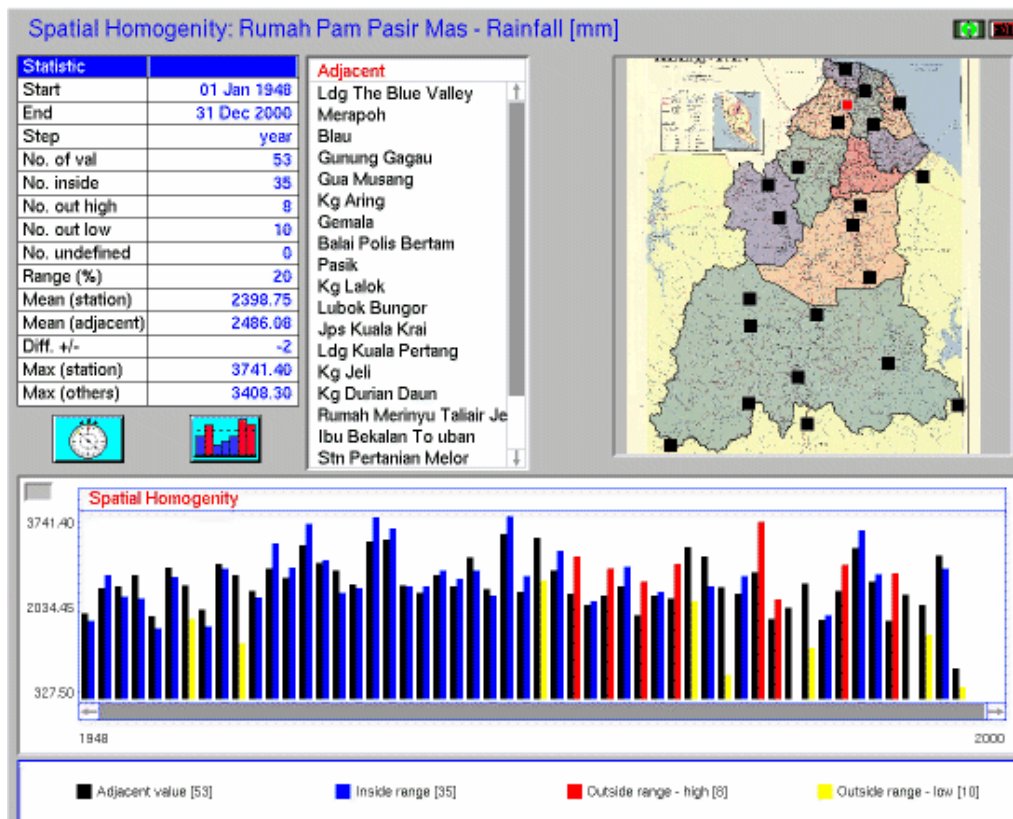 Spatial Homogenity: Rumah Pam Pasir Mas - Rainfall [mm]
Statistic
Start 01 Jan 1948
End 31 Dec 2000
Step year
No. of val 53
No. inside 35
No. out high 8
No. out low 10
No. undefined 0
Range (%) 20
Mean (station) 2398.75
Mean (adjacent) 2486.08
Diff. +/- -2
Max (station) 3741.40
Max (others) 3408.30
Adjacent
Ldg The Blue Valley
Merapoh
Blau
Gunung Gagau
Gua Musang
Kg Aring
Gemala
Balai Polis Bertam
Pasik
Kg Lalok
Lubok Bungor
Jps Kuala Krai
Ldg Kuala Pertang
Kg Jeli
Kg Durian Daun
Rumah Merinyu Taliair Je
Ibu Bekalan To uban
Stn Pertanian Melor
Spatial Homogenity
3741.40
2034.45
327.50
1948 2000
Adjacent value [53] Inside range [35] Outside range - high [8] Outside range - low [10]